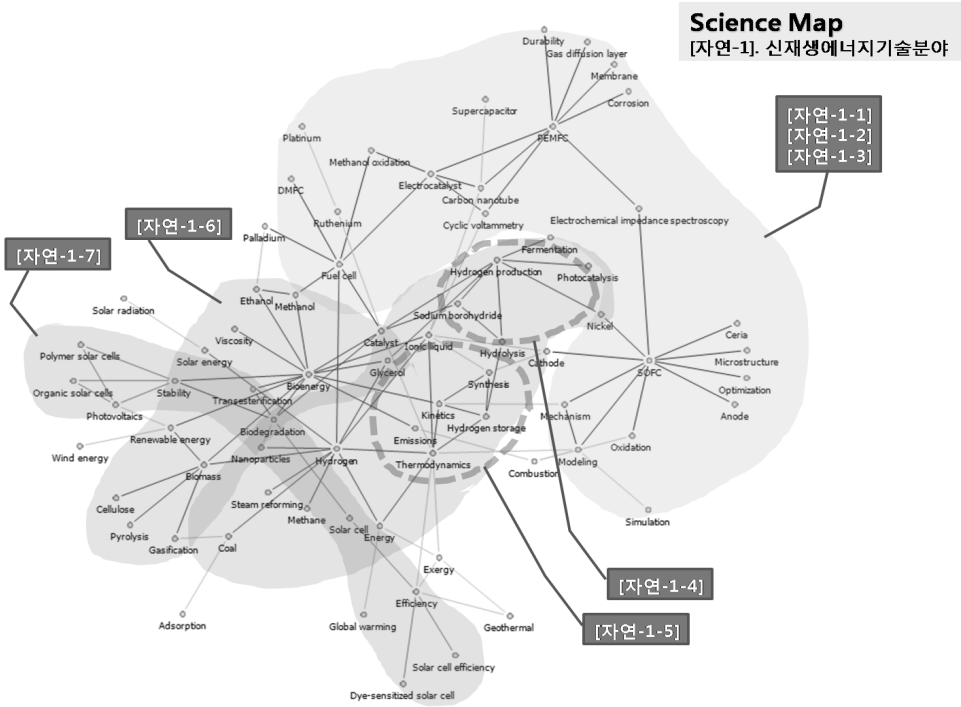 Science Map
[자연-1]. 신재생에너지기술분야
[자연-1-1]
[자연-1-2]
[자연-1-3]
Durability
Gas diffusion layer
Membrane
Corrosion
Supercapacitor
PEMFC
Platinum
Methanol oxidation
Electrocatalyst
DMFC
Carbon nanotube
Ruthenium
Cyclic voltammetry
Electrochemical impedance spectroscopy
[자연-1-6]
Palladium
[자연-1-7]
Fermentation
Hydrogen production
Photocatalysis
Fuel cell
Ethanol
Methanol
Solar radiation
Sodium borohydride
Nickel
Viscosity
Catalyst
Ionic liquid
Ceria
Polymer solar cells
Solar energy
Hydrolysis
Cathode
Microstructure
Glycerol
SOFC
Organic solar cells
Stability
Bioenergy
Synthesis
Optimization
Transesterification
Photovoltaics
Kinetics
Mechanism
Anode
Biodegradation
Hydrogen storage
Renewable energy
Emissions
Wind energy
Nanoparticles
Hydrogen
Thermodynamics
Oxidation
Modeling
Combustion
Biomass
Cellulose
Steam reforming
Methane
Simulation
Pyrolysis
Solar cell
Energy
Gasification
Coal
Exergy
[자연-1-4]
Efficiency
Adsorption
Global warming
Geothermal
[자연-1-5]
Solar cell efficiency
Dye-sensitized solar cell